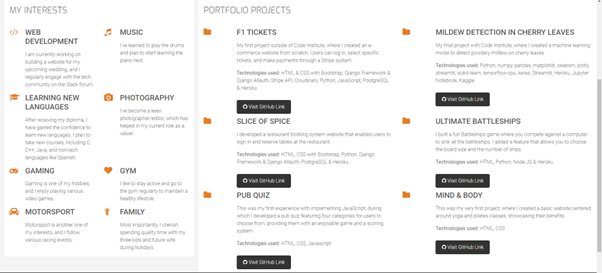 MY INTERESTS
WEB
DEVELOPMENT
I am currently working on
building a website for my
upcoming wedding, and I
regularly engage with the tech
community on the Slack forum.
MUSIC
I've learned to play the drums
and plan to start learning the
piano next.
LEARNING NEW
LANGUAGES
After receiving my diploma, I
have gained the confidence to
learn new languages. I plan to
take new courses, including C,
C++, Java, and non-tech
languages like Spanish.
PHOTOGRAPHY
I've become a keen
photographer/editor, which has
helped in my current role as a
valuer.
GAMING
Gaming is one of my hobbies,
and I enjoy playing various
video games.
GYM
I like to stay active and go to
the gym regularly to maintain a
healthy lifestyle.
MOTORSPORT
Motorsport is another one of
my interests, and I follow
various racing events.
FAMILY
Most importantly, I cherish
spending quality time with my
three kids and future wife
during holidays.
PORTFOLIO PROJECTS
F1 TICKETS
My first project outside of Code Institute, where I created an e-
commerce website from scratch. Users can log in, select specific
tickets, and make payments through a Stripe system.
Technologies used: HTML & CSS with Bootstrap, Django Framework &
Django Allauth, Stripe API, Cloudinary, Python, JavaScript, PostgreSQL
& Heroku.
Visit GitHub Link
MILDEW DETECTION IN CHERRY LEAVES
My final project with Code Institute, where I created a machine learning
model to detect powdery mildew on cherry leaves.
Technologies used: Python, numpy, pandas, matplotlib, seaborn, plotly,
streamlit, scikit-learn, tensorflow-cpu, keras, Streamlit, Heroku, Jupyter
Notebook, Kaggle
Visit GitHub Link
SLICE OF SPICE
I developed a restaurant booking system website that enables users to
sign in and reserve tables at the restaurant.
Technologies used: HTML, CSS with Bootstrap, Python, Django
Framework & Django Allauth, PostgreSQL & Heroku.
Visit GitHub Link
ULTIMATE BATTLESHIPS
I built a fun Battleships game where you compete against a computer
to sink all the battleships. I added a feature that allows you to choose
the board size and the number of ships.
Technologies used: HTML, Python, Node JS & Heroku.
Visit GitHub Link
PUB QUIZ
This was my first experience with implementing JavaScript, during
which I developed a pub quiz featuring four categories for users to
choose from, providing them with an enjoyable game and a scoring
system.
Technologies used: HTML, CSS, Javascript
Visit GitHub Link
MIND & BODY
This was my very first project, where I created a basic website centered
around yoga and pilates classes, showcasing their benefits.
Technologies used: HTML, CSS
Visit GitHub Link